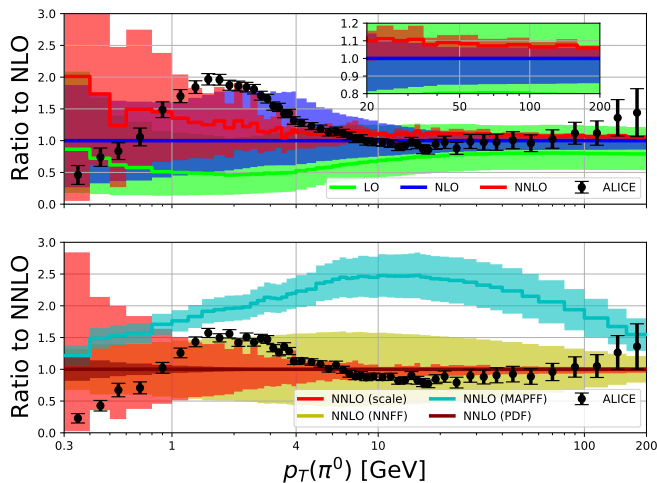 Ratio to NLO
3.0
2.5
2.0
1.5
1.0
0.5
0.0
1.2
1.1
1.0
0.9
0.8
20 50 100 200
LO NLO NNLO ALICE
Ratio to NNLO
3.0
2.5
2.0
1.5
1.0
0.5
0.0
NNLO (scale) NNLO (MAPFF) ALICE
NNLO (NNFF) NNLO (PDF)
0.3 1 4 10 100 200
p_T(π⁰) [GeV]